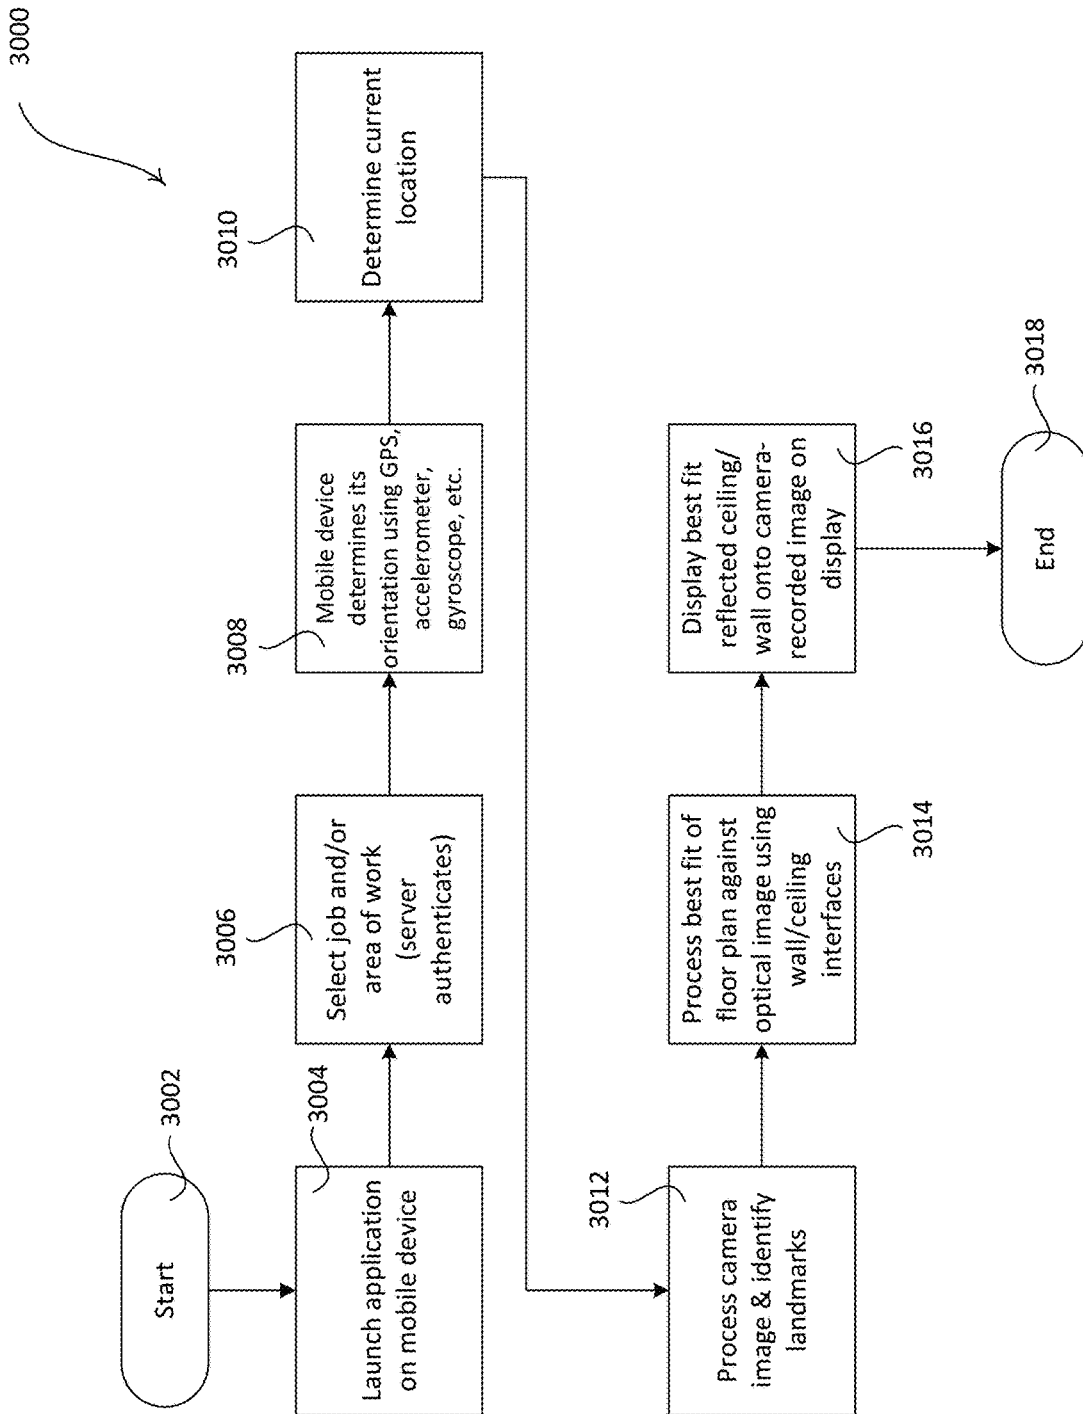 3000
Start
3002
Launch application
on mobile device
3004
3006
Select job and/or
area of work
(server
authenticates)
3008
Mobile device
determines its
orientation using GPS,
accelerometer,
gyroscope, etc.
3010
Determine current
location
3012
Process camera
image & identify
landmarks
Process best fit of
floor plan against
optical image using
wall/ceiling
interfaces
3014
Display best fit
reflected ceiling/
wall onto camera-
recorded image on
display
3016
3018
End